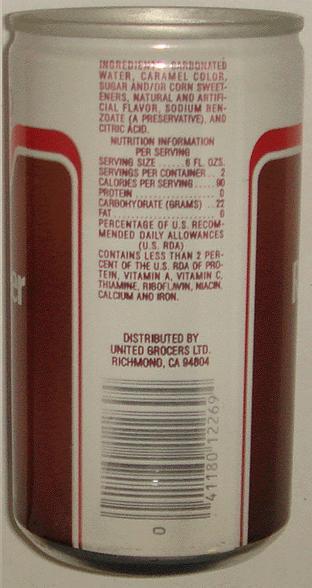 INGREDIENTS: CARBONATED
WATER, CARAMEL COLOR,
SUGAR AND/OR CORN SWEET-
ENERS, NATURAL AND ARTIFI-
CIAL FLAVOR, SODIUM BEN-
ZOATE (A PRESERVATIVE), AND
CITRIC ACID.
NUTRITION INFORMATION
PER SERVING
SERVING SIZE ...... 6 FL. OZS.
SERVINGS PER CONTAINER .. 2
CALORIES PER SERVING .... 90
PROTEIN .................. 0
CARBOHYDRATE (GRAMS) .. 22
FAT ...................... 0
PERCENTAGE OF U.S. RECOM-
MENDED DAILY ALLOWANCES
(U.S. RDA)
CONTAINS LESS THAN 2 PER-
CENT OF THE U.S. RDA OF PRO-
TEIN, VITAMIN A, VITAMIN C,
THIAMINE, RIBOFLAVIN, NIACIN,
CALCIUM AND IRON.
DISTRIBUTED BY
UNITED GROCERS LTD.
RICHMOND, CA 94804
41180 12269
0
er
r